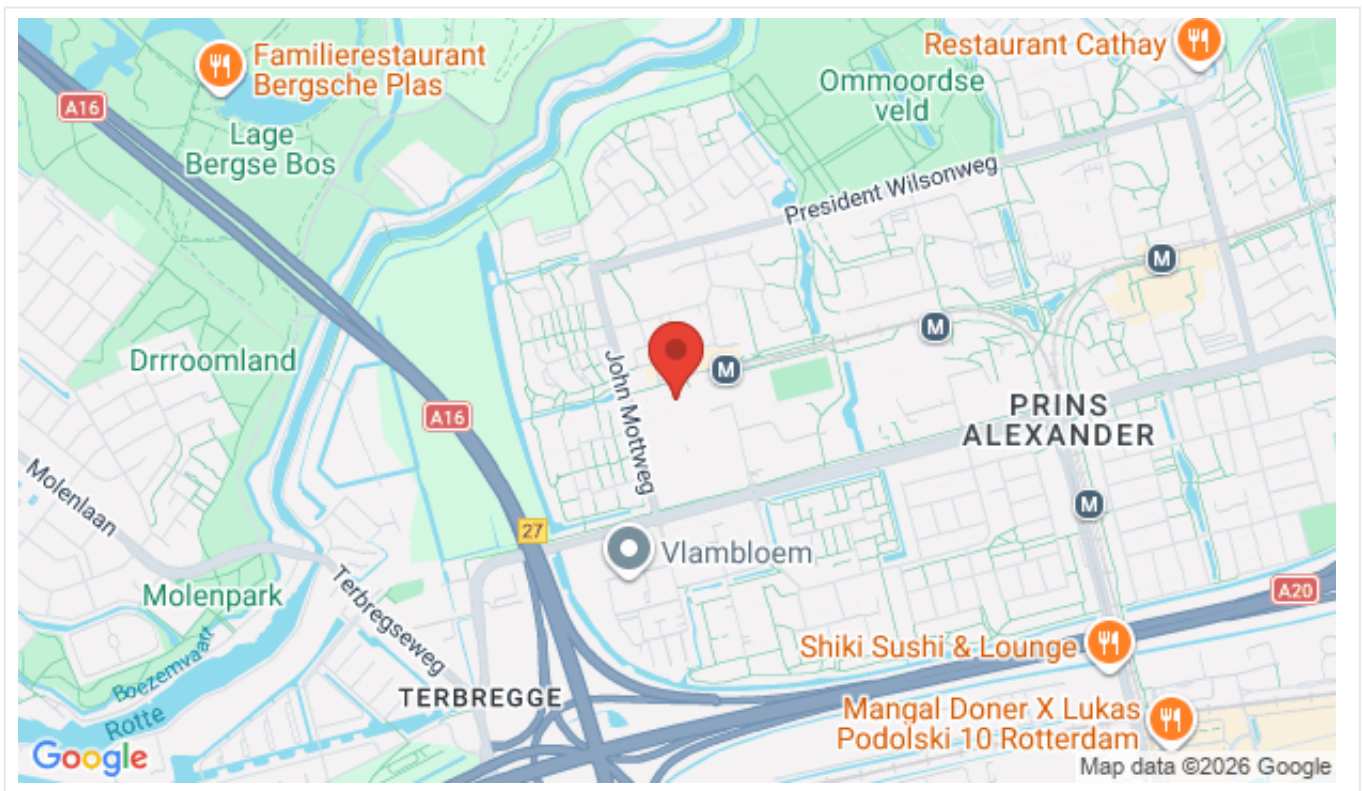 Familierestaurant
Bergsche Plas
Restaurant Cathay
Ommoordse
veld
A16
Lage
Bergse Bos
President Wilsonweg
M
M
Drrroomland
John Mottweg
M
A16
PRINS
ALEXANDER
Molenlaan
M
27
Vlambloem
Molenpark
Terbregseweg
A20
Boezemvaart
Shiki Sushi & Lounge
TERBREGGE
Rotte
Mangal Doner X Lukas
Podolski 10 Rotterdam
Google
Map data ©2026 Google